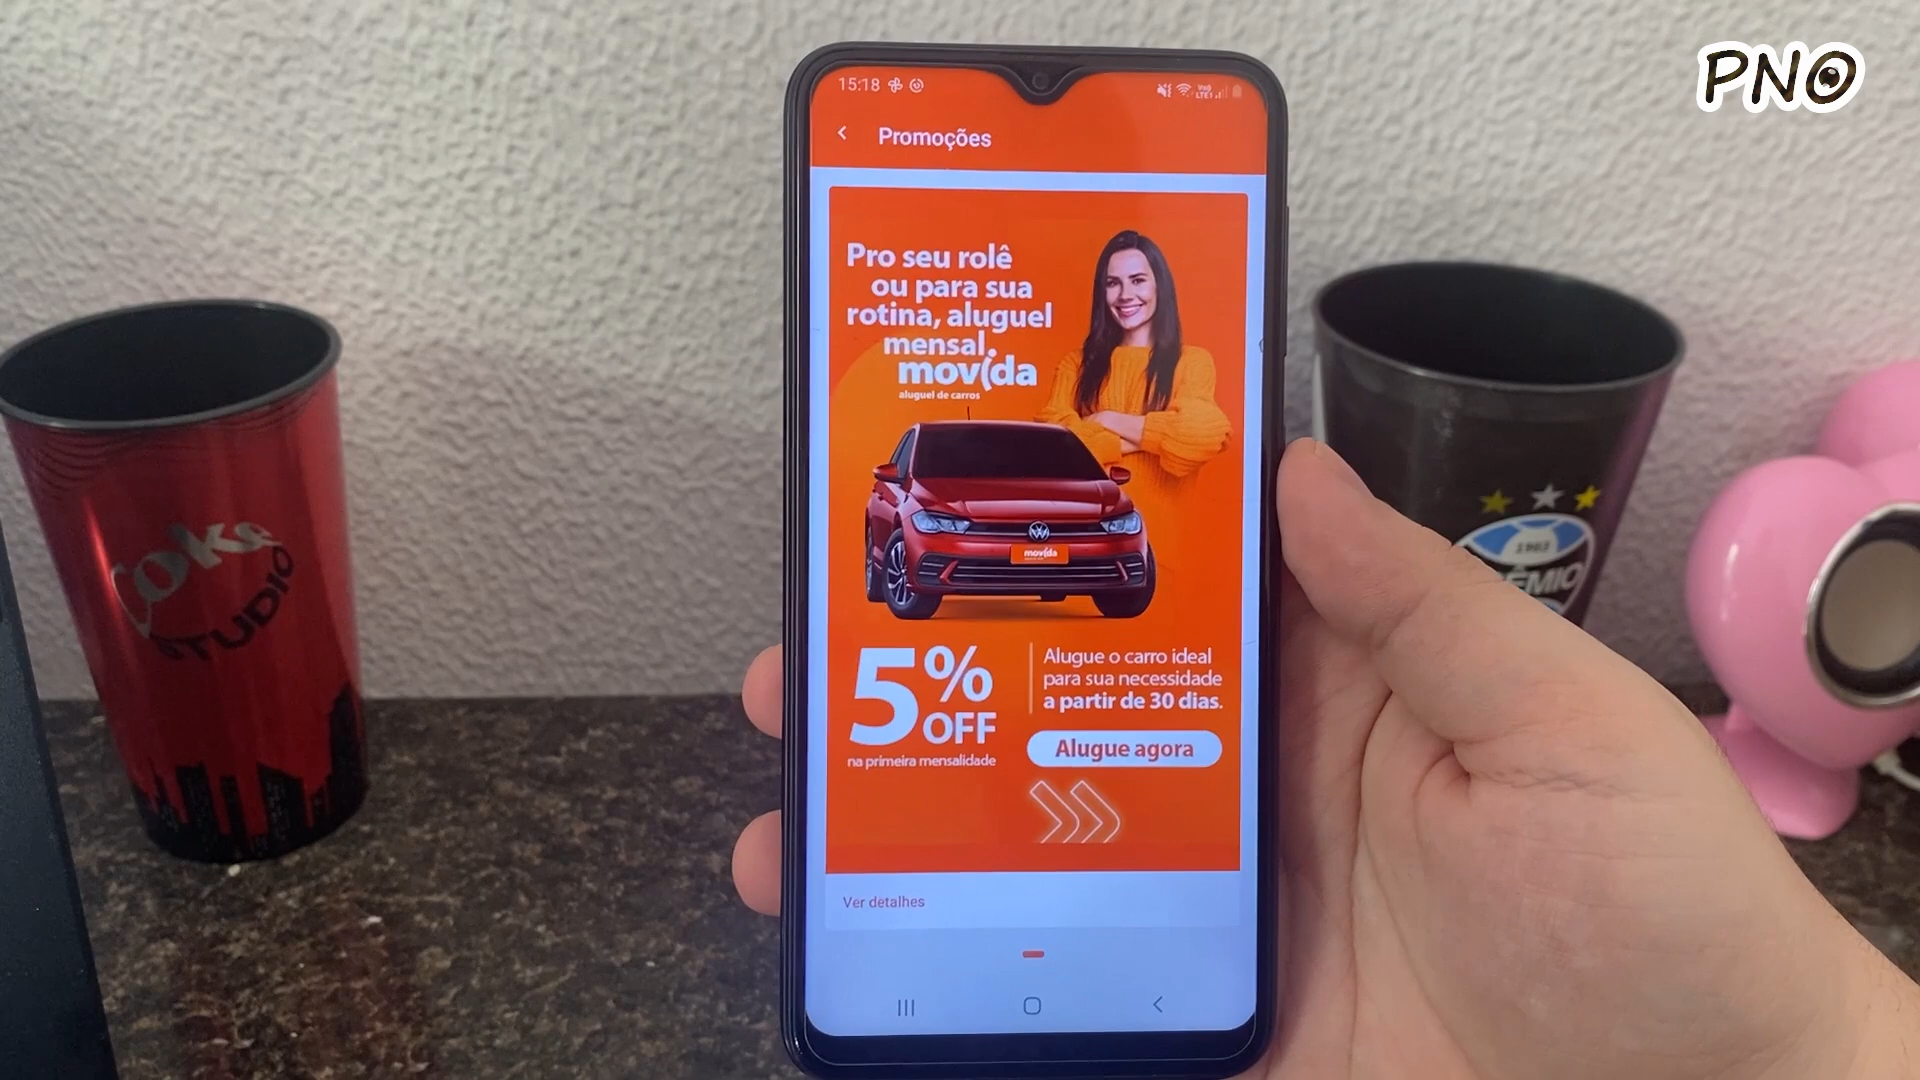 PNO
15:18
Promoções
Pro seu rolê
ou para sua
rotina, aluguel
mensal.
movida
aluguel de carros
movida
5%
OFF
na primeira mensalidade
Alugue o carro ideal
para sua necessidade
a partir de 30 dias.
Alugue agora
Ver detalhes
Coke
STUDIO
1903
GRÊMIO